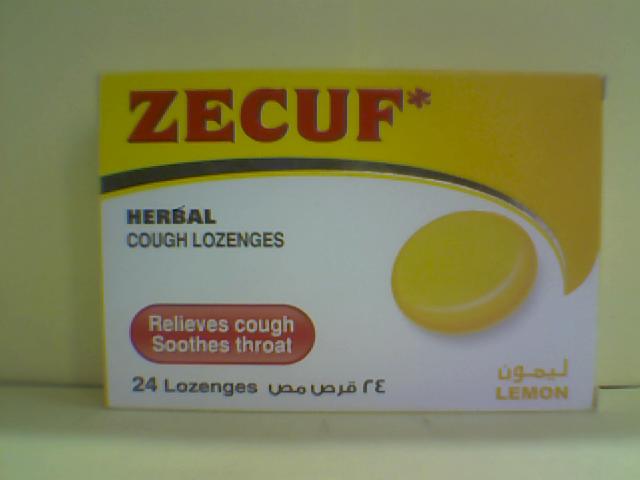 ZECUF*
HERBAL
COUGH LOZENGES
Relieves cough
Soothes throat
24 Lozenges ٢٤ قرص مص
ليمون
LEMON